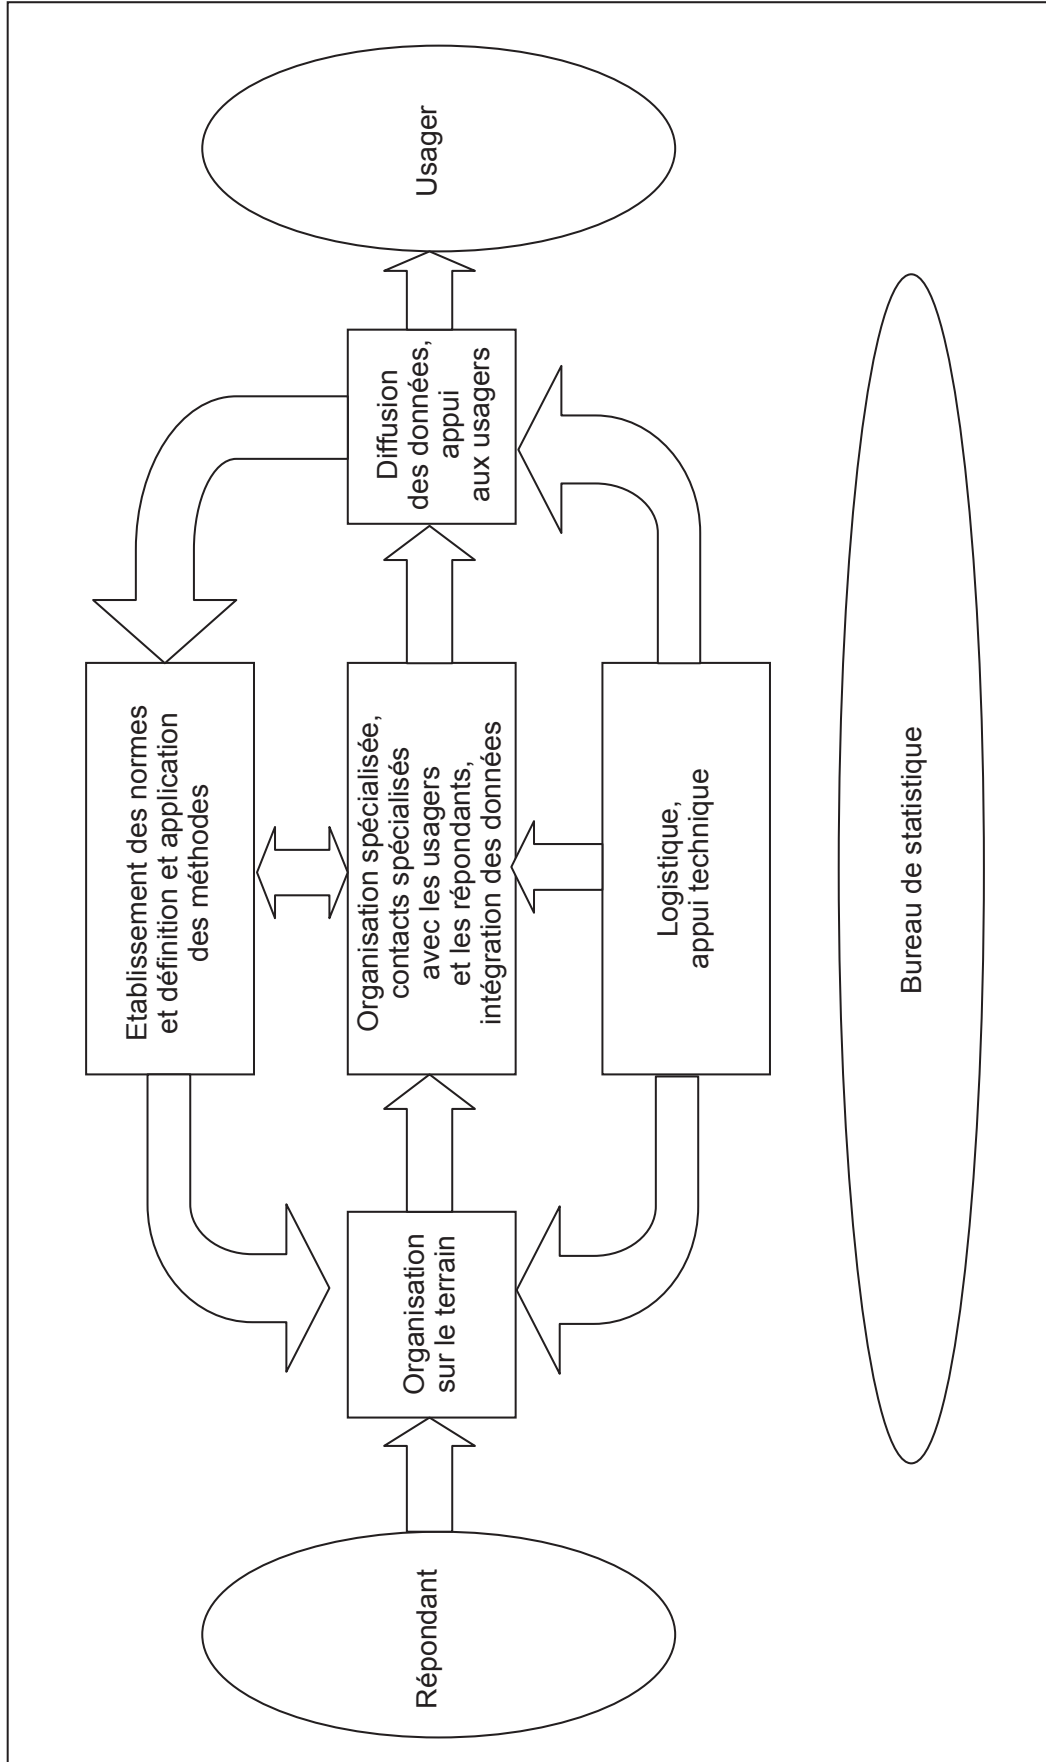 Répondant
Organisation
sur le terrain
Etablissement des normes
et définition et application
des méthodes
Organisation spécialisée,
contacts spécialisés
avec les usagers
et les répondants,
intégration des données
Logistique,
appui technique
Diffusion
des données,
appui
aux usagers
Usager
Bureau de statistique